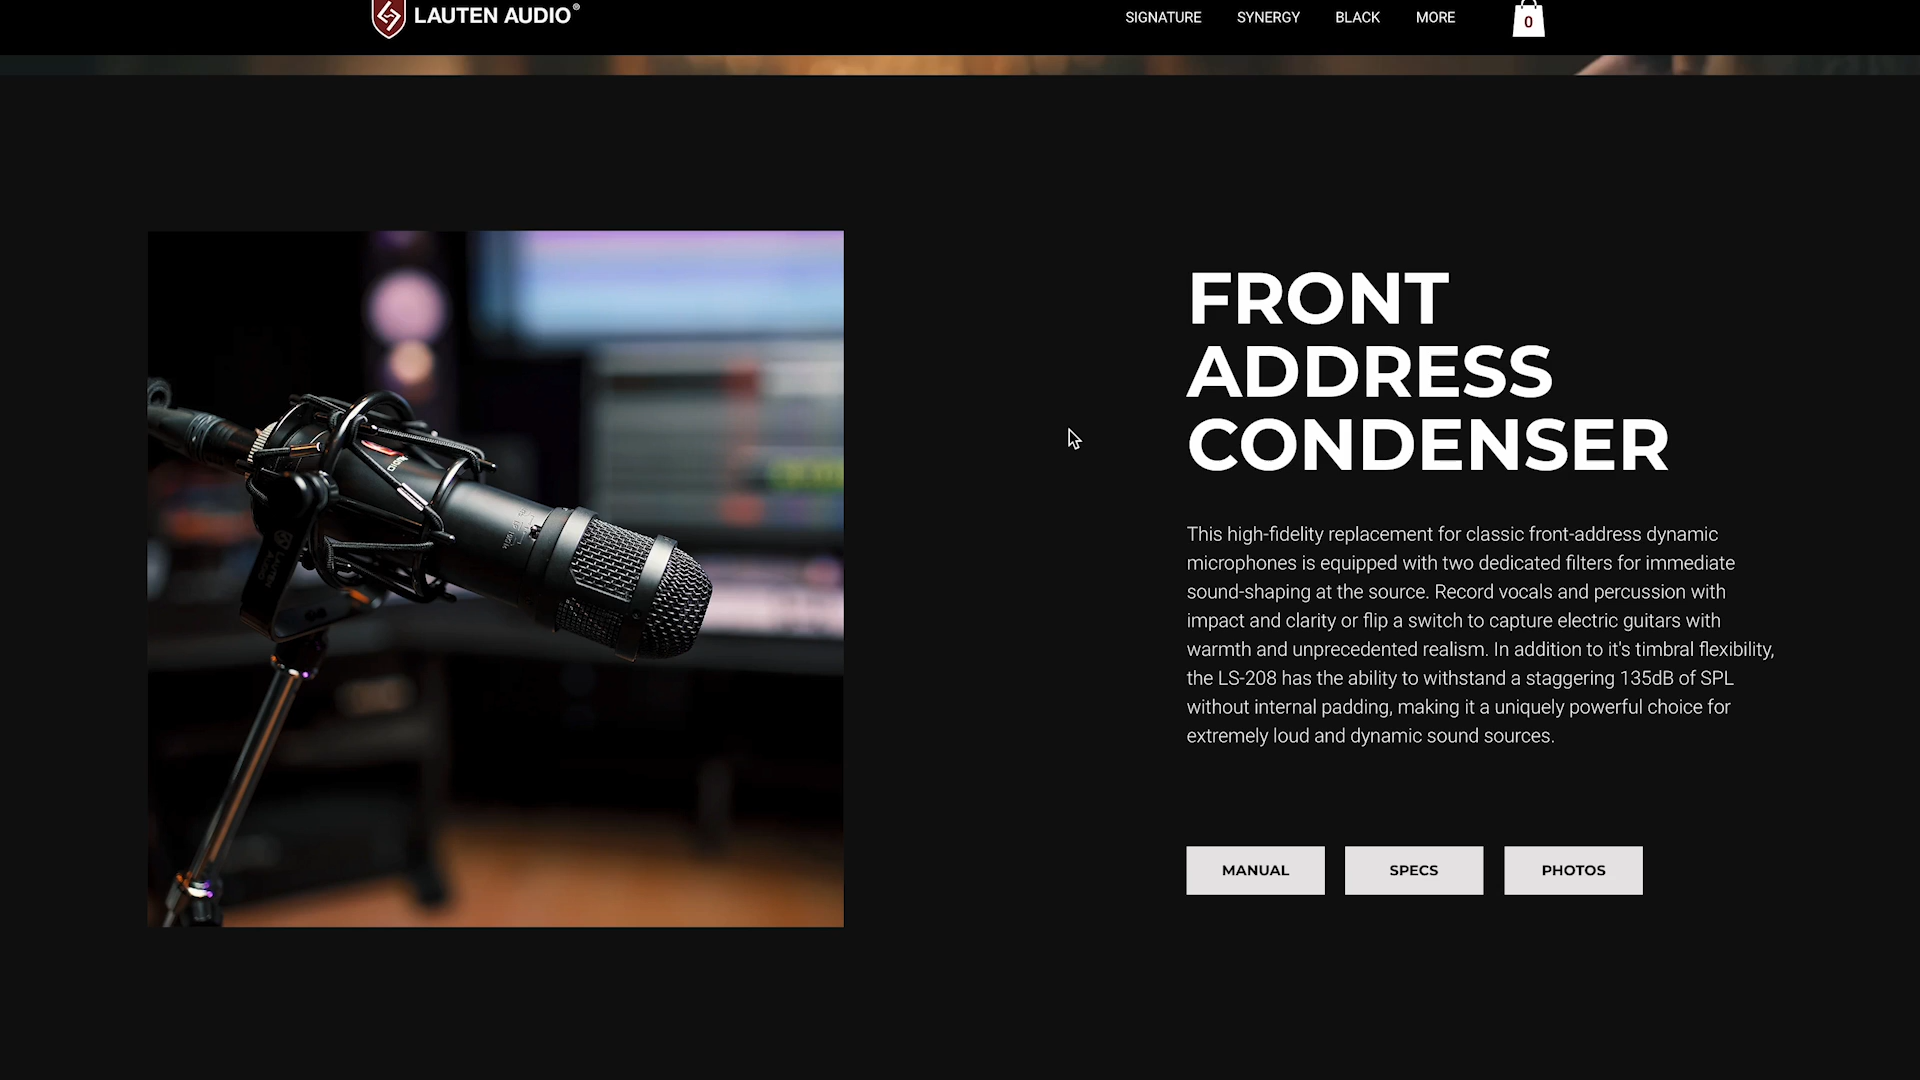 LAUTEN AUDIO®
SIGNATURE
SYNERGY
BLACK
MORE
0
FRONT
ADDRESS
CONDENSER
This high-fidelity replacement for classic front-address dynamic
microphones is equipped with two dedicated filters for immediate
sound-shaping at the source. Record vocals and percussion with
impact and clarity or flip a switch to capture electric guitars with
warmth and unprecedented realism. In addition to it's timbral flexibility,
the LS-208 has the ability to withstand a staggering 135dB of SPL
without internal padding, making it a uniquely powerful choice for
extremely loud and dynamic sound sources.
MANUAL
SPECS
PHOTOS